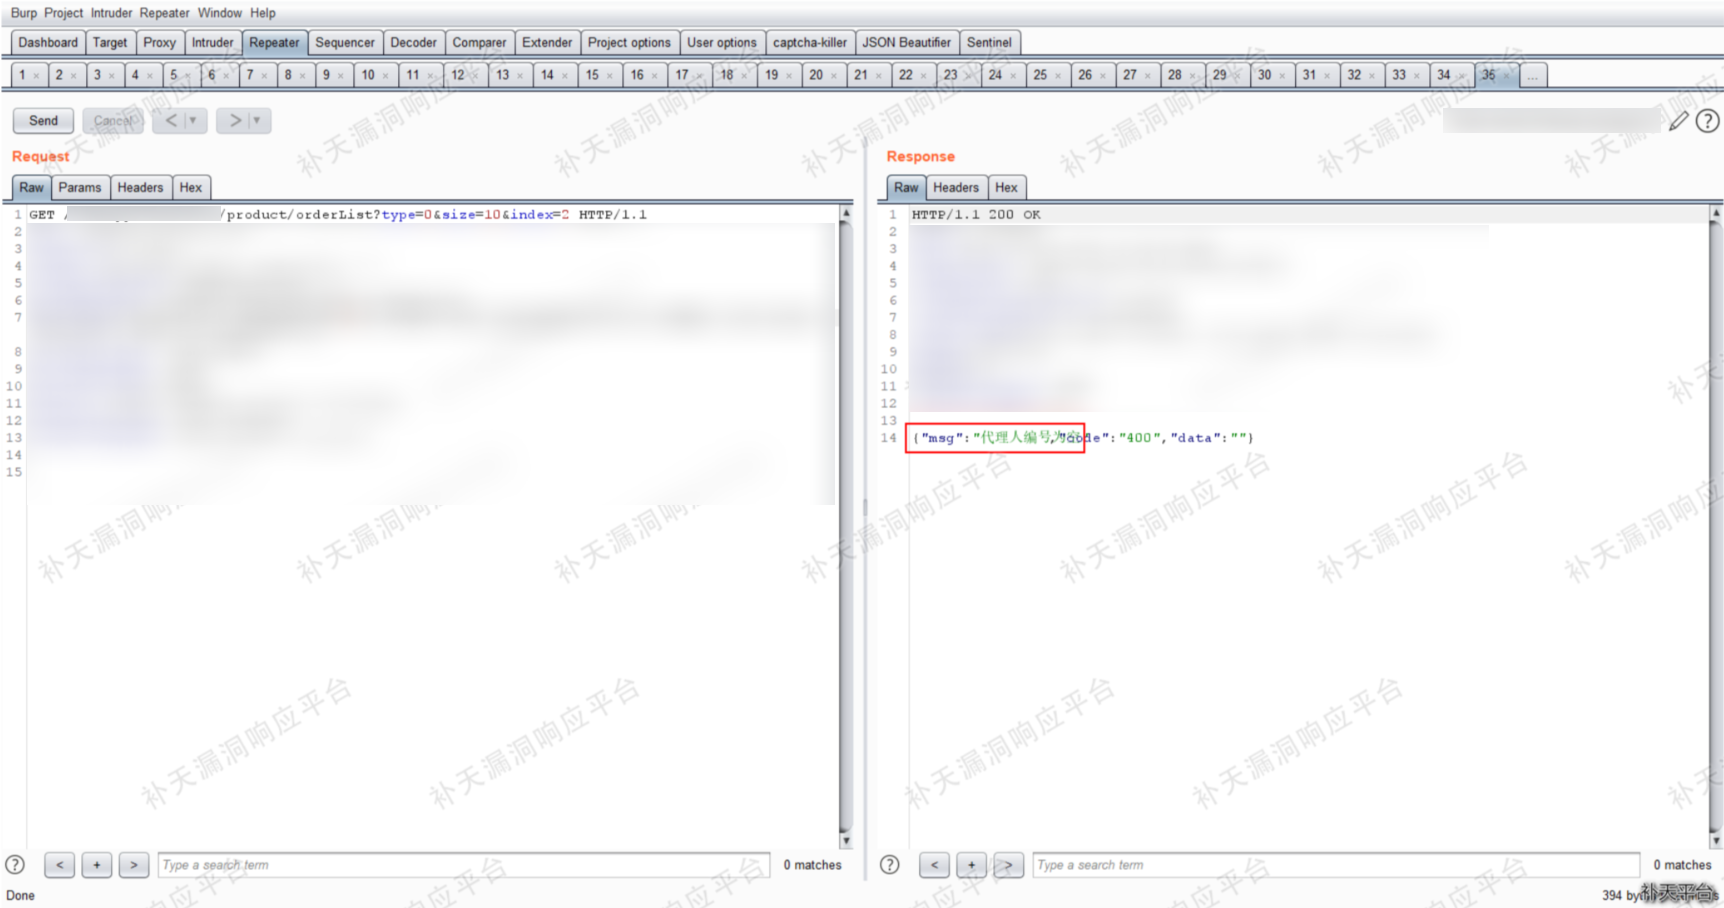 Burp Project Intruder Repeater Window Help
Dashboard Target Proxy Intruder Repeater Sequencer Decoder Comparer Extender Project options User options captcha-killer JSON Beautifier Sentinel
1 × 2 × 3 × 4 × 5 × 6 × 7 × 8 × 9 × 10 × 11 × 12 × 13 × 14 × 15 × 16 × 17 × 18 × 19 × 20 × 21 × 22 × 23 × 24 × 25 × 26 × 27 × 28 × 29 × 30 × 31 × 32 × 33 × 34 × 35 × ...
Send Cancel < | ▼ > | ▼ ?
Request
Raw Params Headers Hex
1 GET / /product/orderList?type=0&size=10&index=2 HTTP/1.1
2
3
4
5
6
7
8
9
10
11
12
13
14
15
? < + > Type a search term 0 matches
Response
Raw Headers Hex
1 HTTP/1.1 200 OK
2
3
4
5
6
7
8
9
10
11
12
13
14 {"msg":"代理人编号为空","code":"400","data":""}
? < + > Type a search term 0 matches
Done
394 by
补天平台
补天漏洞响应平台